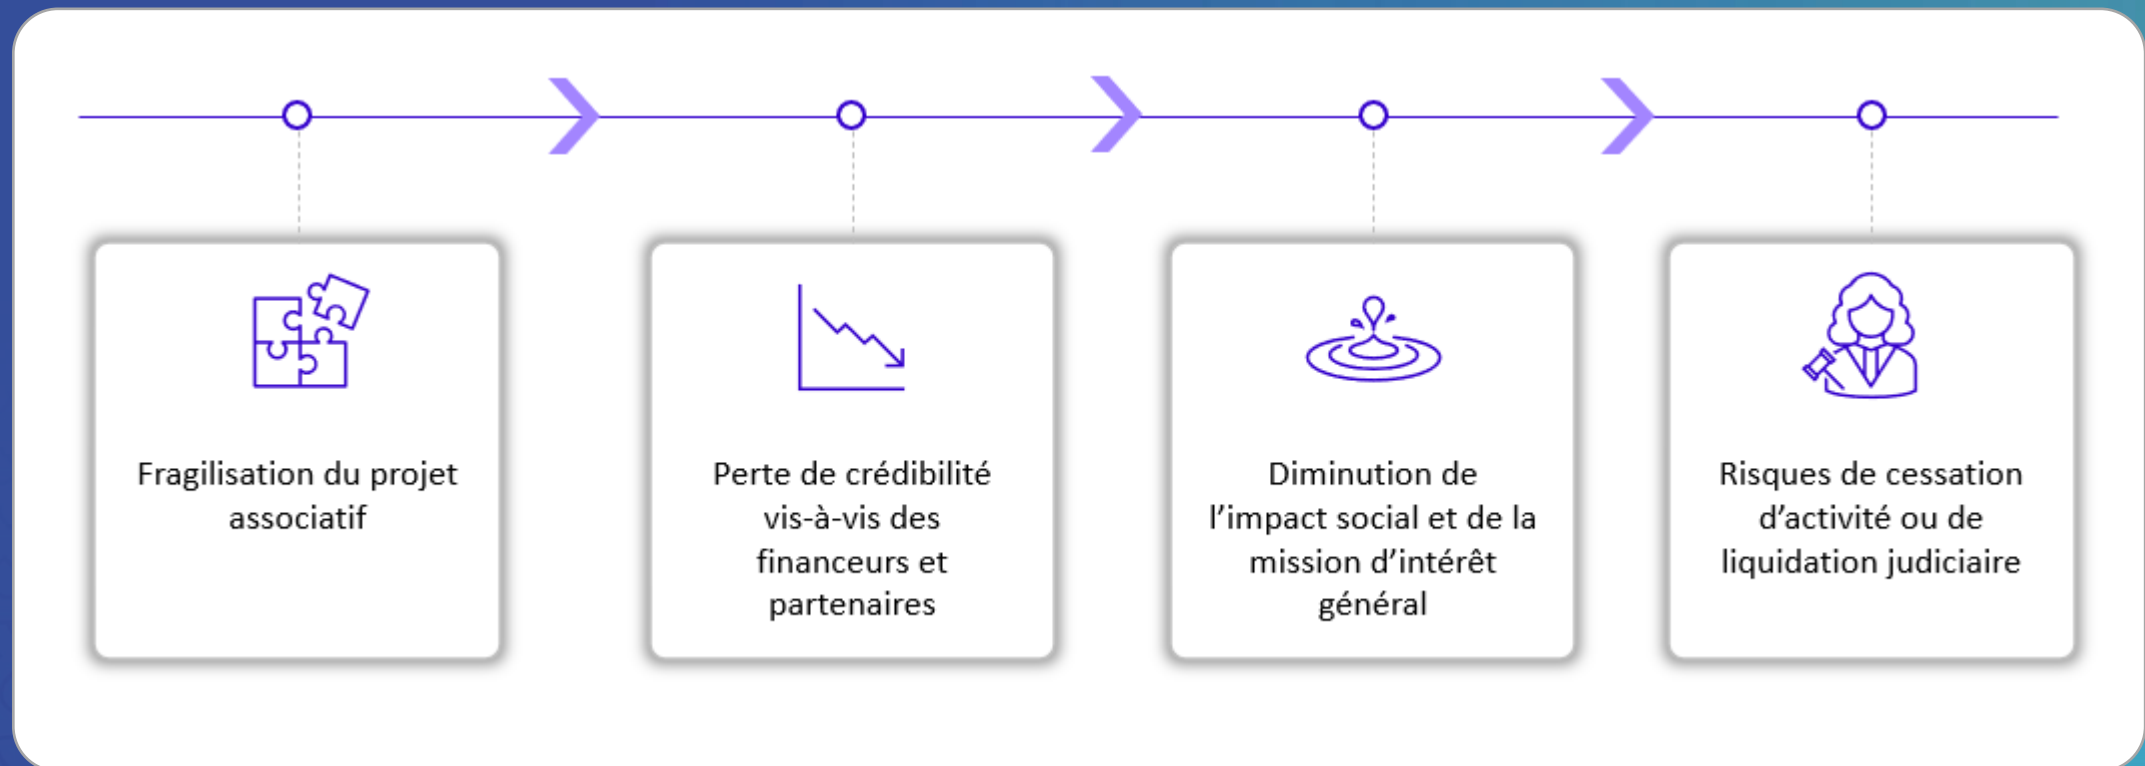 Fragilisation du projet
associatif
Perte de crédibilité
vis-à-vis des
financeurs et
partenaires
Diminution de
l’impact social et de la
mission d’intérêt
général
Risques de cessation
d’activité ou de
liquidation judiciaire